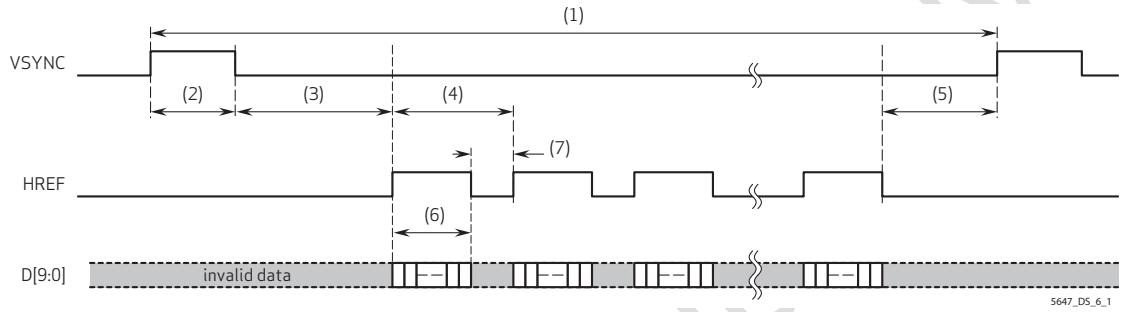 (1)
VSYNC
(2) (3) (4) (5)
(7)
HREF
(6)
D[9:0] invalid data
5647_DS_6_1